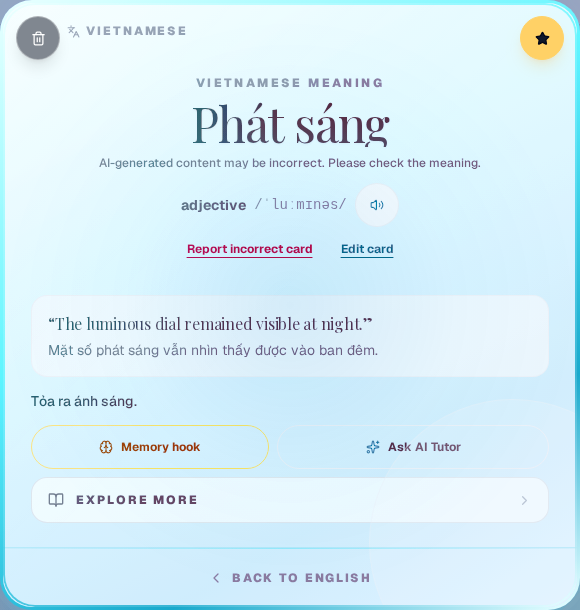 VIETNAMESE
VIETNAMESE MEANING
Phát sáng
AI-generated content may be incorrect. Please check the meaning.
adjective /ˈluːmɪnəs/
Report incorrect card Edit card
“The luminous dial remained visible at night.”
Mặt số phát sáng vẫn nhìn thấy được vào ban đêm.
Tỏa ra ánh sáng.
Memory hook Ask AI Tutor
EXPLORE MORE
BACK TO ENGLISH